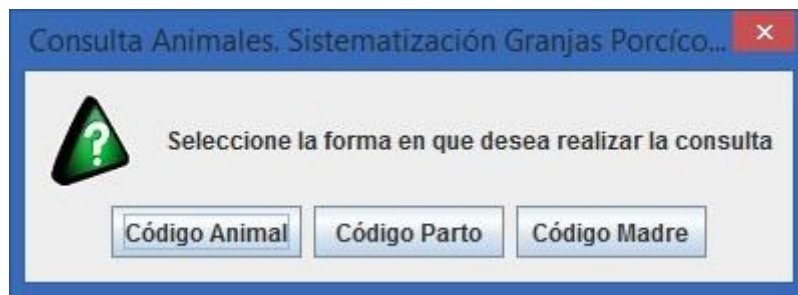 Consulta Animales. Sistematización Granjas Porcíco...
Seleccione la forma en que desea realizar la consulta
Código Animal Código Parto Código Madre